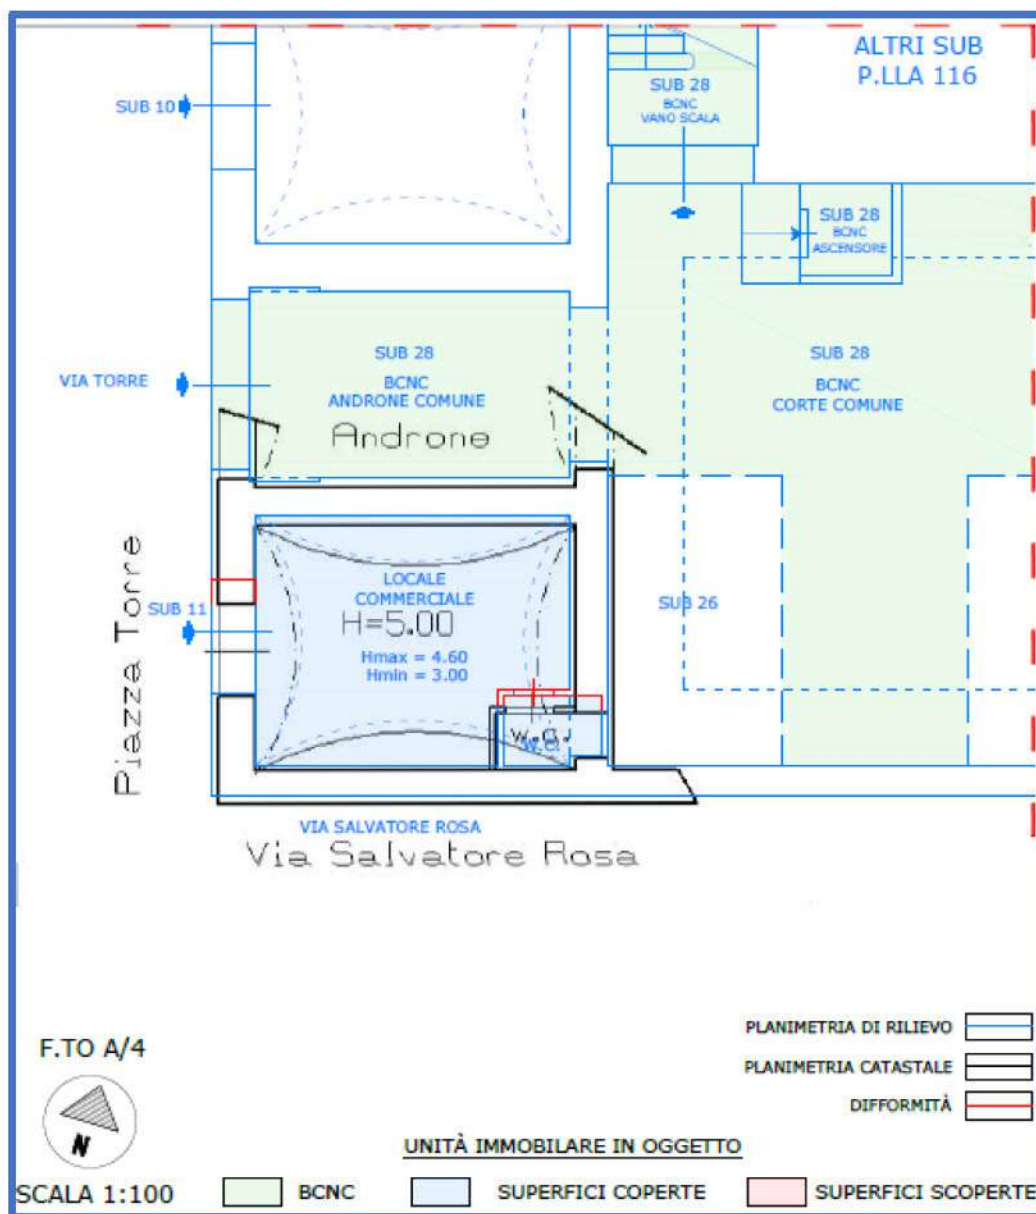 ALTRI SUB
P.LLA 116
SUB 10
SUB 28
BCNC
VANO SCALA
SUB 28
BCNC
ASCENSORE
VIA TORRE
SUB 28
BCNC
ANDRONE COMUNE
Androne
SUB 28
BCNC
CORTE COMUNE
Piazza Torre
SUB 11
LOCALE
COMMERCIALE
H=5.00
Hmax = 4.60
Hmin = 3.00
SUB 26
W.C.
W.C.
VIA SALVATORE ROSA
Via Salvatore Rosa
F.TO A/4
N
SCALA 1:100
PLANIMETRIA DI RILIEVO
PLANIMETRIA CATASTALE
DIFFORMITÀ
UNITÀ IMMOBILARE IN OGGETTO
BCNC
SUPERFICI COPERTE
SUPERFICI SCOPERTE